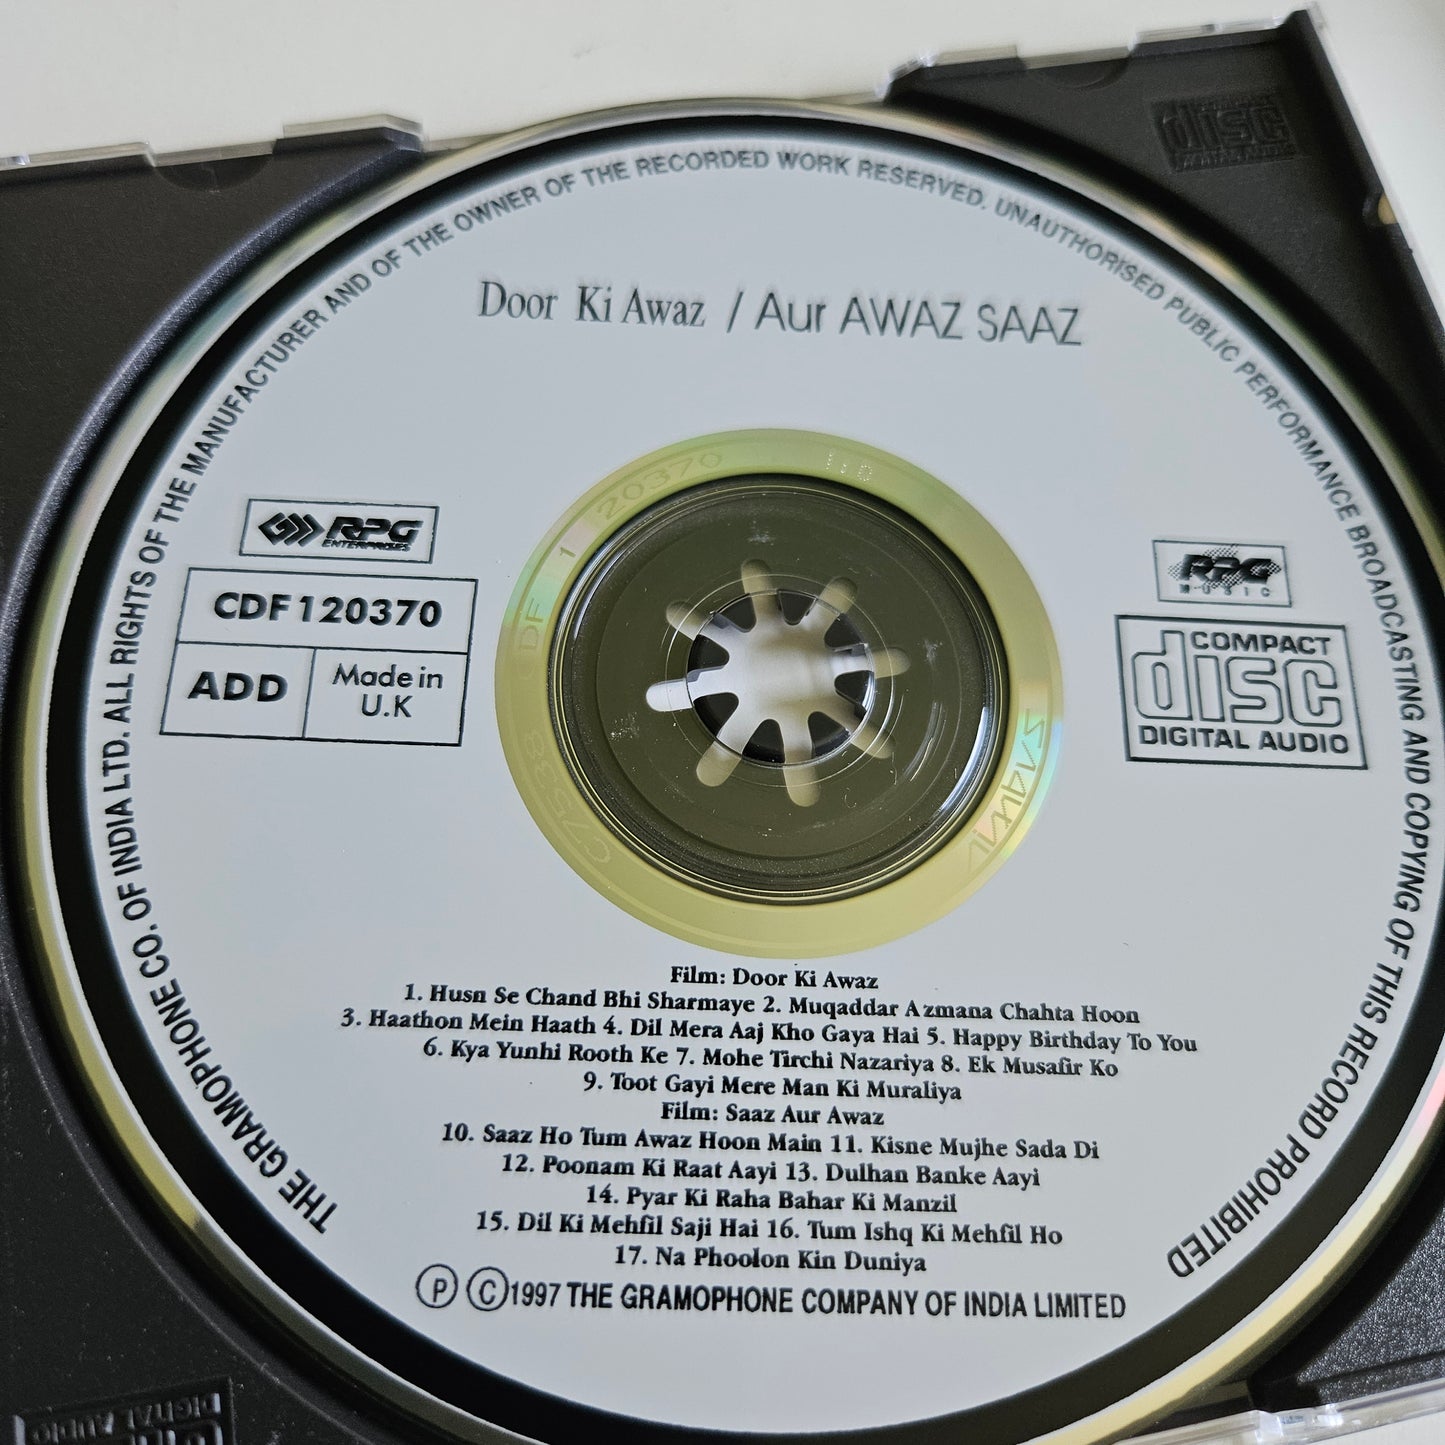 THE GRAMOPHONE CO. OF INDIA LTD. ALL RIGHTS OF THE MANUFACTURER AND OF THE OWNER OF THE RECORDED WORK RESERVED. UNAUTHORISED PUBLIC PERFORMANCE BROADCASTING AND COPYING OF THIS RECORD PROHIBITED
Door Ki Awaz / Aur AWAZ SAAZ
RPG
ENTERPRISES
CDF120370
ADD
Made in
U.K
RPG
MUSIC
COMPACT
disc
DIGITAL AUDIO
CDF 1 20370
Film: Door Ki Awaz
1. Husn Se Chand Bhi Sharmaye 2. Muqaddar Azmana Chahta Hoon
3. Haathon Mein Haath 4. Dil Mera Aaj Kho Gaya Hai 5. Happy Birthday To You
6. Kya Yunhi Rooth Ke 7. Mohe Tirchi Nazariya 8. Ek Musafir Ko
9. Toot Gayi Mere Man Ki Muraliya
Film: Saaz Aur Awaz
10. Saaz Ho Tum Awaz Hoon Main 11. Kisne Mujhe Sada Di
12. Poonam Ki Raat Aayi 13. Dulhan Banke Aayi
14. Pyar Ki Raha Bahar Ki Manzil
15. Dil Ki Mehfil Saji Hai 16. Tum Ishq Ki Mehfil Ho
17. Na Phoolon Kin Duniya
Ⓟ Ⓒ1997 THE GRAMOPHONE COMPANY OF INDIA LIMITED
disc
DIGITAL AUDIO